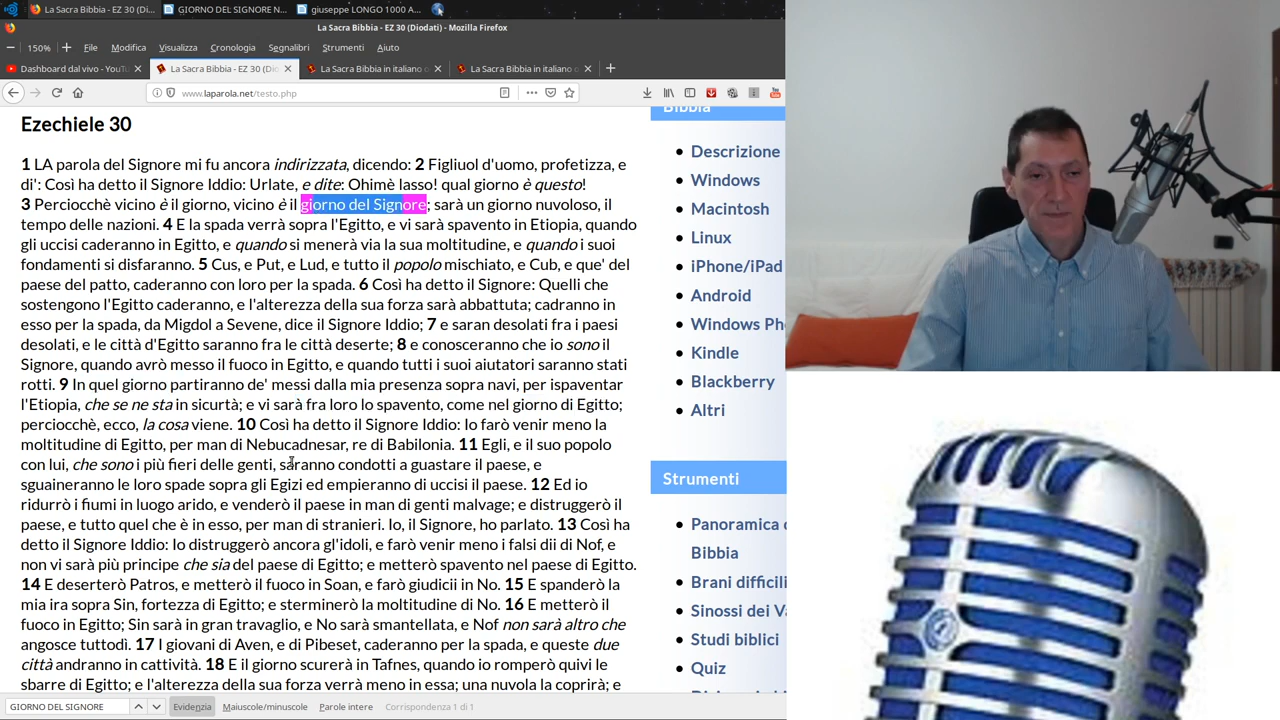 La Sacra Bibbia - EZ 30 (Di...
GIORNO DEL SIGNORE N...
giuseppe LONGO 1000 A...
La Sacra Bibbia - EZ 30 (Diodati) - Mozilla Firefox
150%
File Modifica Visualizza Cronologia Segnalibri Strumenti Aiuto
Dashboard dal vivo - YouTu
La Sacra Bibbia - EZ 30 (Dio
La Sacra Bibbia in italiano o
La Sacra Bibbia in italiano o
www.laparola.net/testo.php
Ezechiele 30
1 LA parola del Signore mi fu ancora indirizzata, dicendo: 2 Figliuol d'uomo, profetizza, e
di': Così ha detto il Signore Iddio: Urlate, e dite: Ohimè lasso! qual giorno è questo!
3 Perciocchè vicino è il giorno, vicino è il giorno del Signore; sarà un giorno nuvoloso, il
tempo delle nazioni. 4 E la spada verrà sopra l'Egitto, e vi sarà spavento in Etiopia, quando
gli uccisi caderanno in Egitto, e quando si menerà via la sua moltitudine, e quando i suoi
fondamenti si disfaranno. 5 Cus, e Put, e Lud, e tutto il popolo mischiato, e Cub, e que' del
paese del patto, caderanno con loro per la spada. 6 Così ha detto il Signore: Quelli che
sostengono l'Egitto caderanno, e l'alterezza della sua forza sarà abbattuta; cadranno in
esso per la spada, da Migdol a Sevene, dice il Signore Iddio; 7 e saran desolati fra i paesi
desolati, e le città d'Egitto saranno fra le città deserte; 8 e conosceranno che io sono il
Signore, quando avrò messo il fuoco in Egitto, e quando tutti i suoi aiutatori saranno stati
rotti. 9 In quel giorno partiranno de' messi dalla mia presenza sopra navi, per ispaventar
l'Etiopia, che se ne sta in sicurtà; e vi sarà fra loro lo spavento, come nel giorno di Egitto;
perciocchè, ecco, la cosa viene. 10 Così ha detto il Signore Iddio: Io farò venir meno la
moltitudine di Egitto, per man di Nebucadnesar, re di Babilonia. 11 Egli, e il suo popolo
con lui, che sono i più fieri delle genti, saranno condotti a guastare il paese, e
sguaineranno le loro spade sopra gli Egizi ed empieranno di uccisi il paese. 12 Ed io
ridurrò i fiumi in luogo arido, e venderò il paese in man di genti malvage; e distruggerò il
paese, e tutto quel che è in esso, per man di stranieri. Io, il Signore, ho parlato. 13 Così ha
detto il Signore Iddio: Io distruggerò ancora gl'idoli, e farò venir meno i falsi dii di Nof, e
non vi sarà più principe che sia del paese di Egitto; e metterò spavento nel paese di Egitto.
14 E deserterò Patros, e metterò il fuoco in Soan, e farò giudicii in No. 15 E spanderò la
mia ira sopra Sin, fortezza di Egitto; e sterminerò la moltitudine di No. 16 E metterò il
fuoco in Egitto; Sin sarà in gran travaglio, e No sarà smantellata, e Nof non sarà altro che
angosce tuttodì. 17 I giovani di Aven, e di Pibeset, caderanno per la spada, e queste due
città andranno in cattività. 18 E il giorno scurerà in Tafnes, quando io romperò quivi le
sbarre di Egitto; e l'alterezza della sua forza verrà meno in essa; una nuvola la coprirà; e
Bibbia
Descrizione
Windows
Macintosh
Linux
iPhone/iPad
Android
Windows Ph
Kindle
Blackberry
Altri
Strumenti
Panoramica d
Bibbia
Brani difficili
Sinossi dei Va
Studi biblici
Quiz
GIORNO DEL SIGNORE
Evidenzia Maiuscole/minuscole Parole intere Corrispondenza 1 di 1